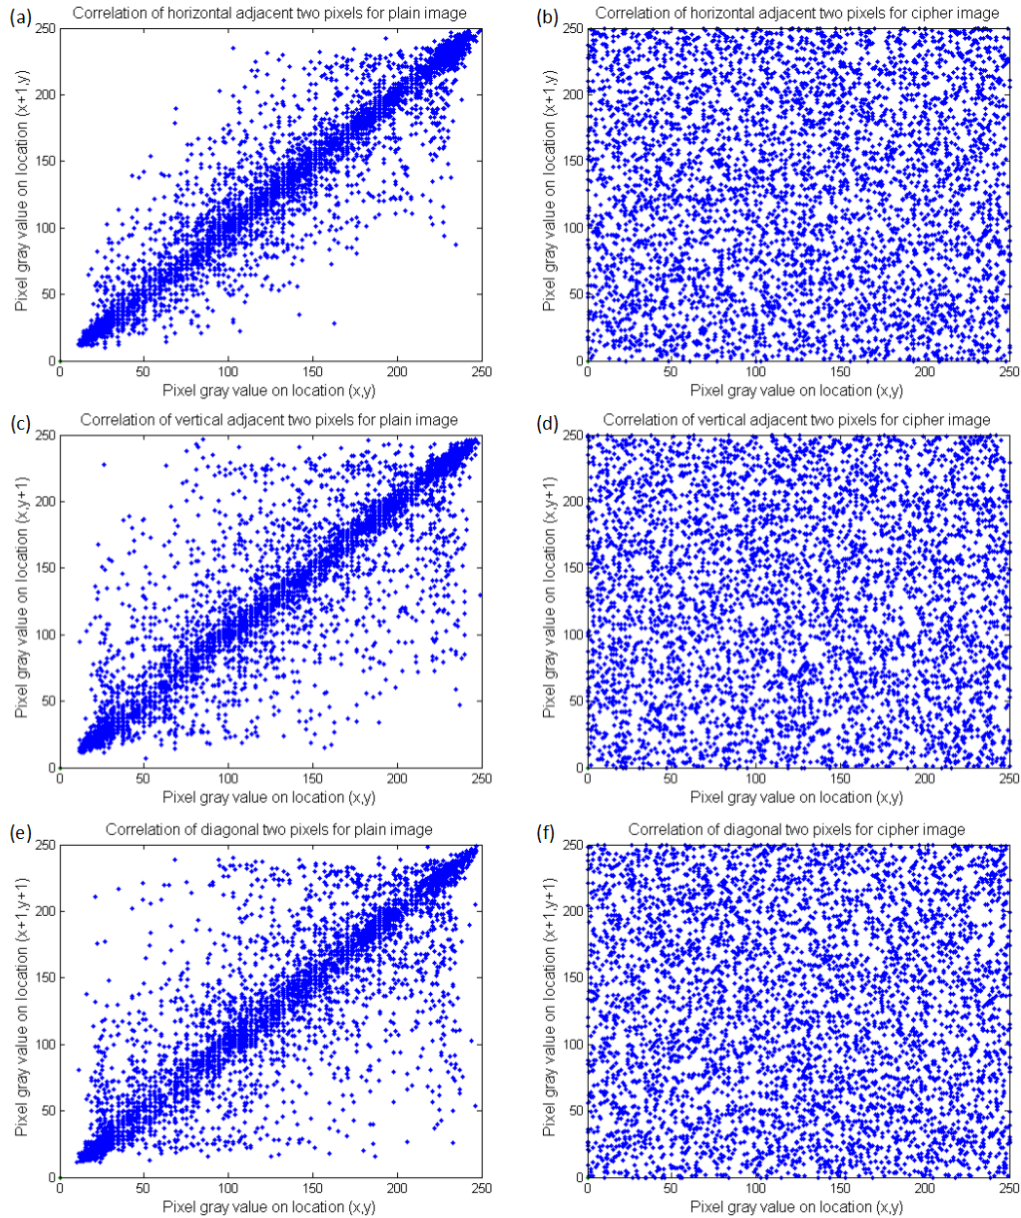 (a) Correlation of horizontal adjacent two pixels for plain image
Pixel gray value on location (x+1,y)
250
200
150
100
50
0
0 50 100 150 200 250
Pixel gray value on location (x,y)
(b) Correlation of horizontal adjacent two pixels for cipher image
Pixel gray value on location (x+1,y)
250
200
150
100
50
0
0 50 100 150 200 250
Pixel gray value on location (x,y)
(c) Correlation of vertical adjacent two pixels for plain image
Pixel gray value on location (x,y+1)
250
200
150
100
50
0
0 50 100 150 200 250
Pixel gray value on location (x,y)
(d) Correlation of vertical adjacent two pixels for cipher image
Pixel gray value on location (x,y+1)
250
200
150
100
50
0
0 50 100 150 200 250
Pixel gray value on location (x,y)
(e) Correlation of diagonal two pixels for plain image
Pixel gray value on location (x+1,y+1)
250
200
150
100
50
0
0 50 100 150 200 250
Pixel gray value on location (x,y)
(f) Correlation of diagonal two pixels for cipher image
Pixel gray value on location (x+1,y+1)
250
200
150
100
50
0
0 50 100 150 200 250
Pixel gray value on location (x,y)